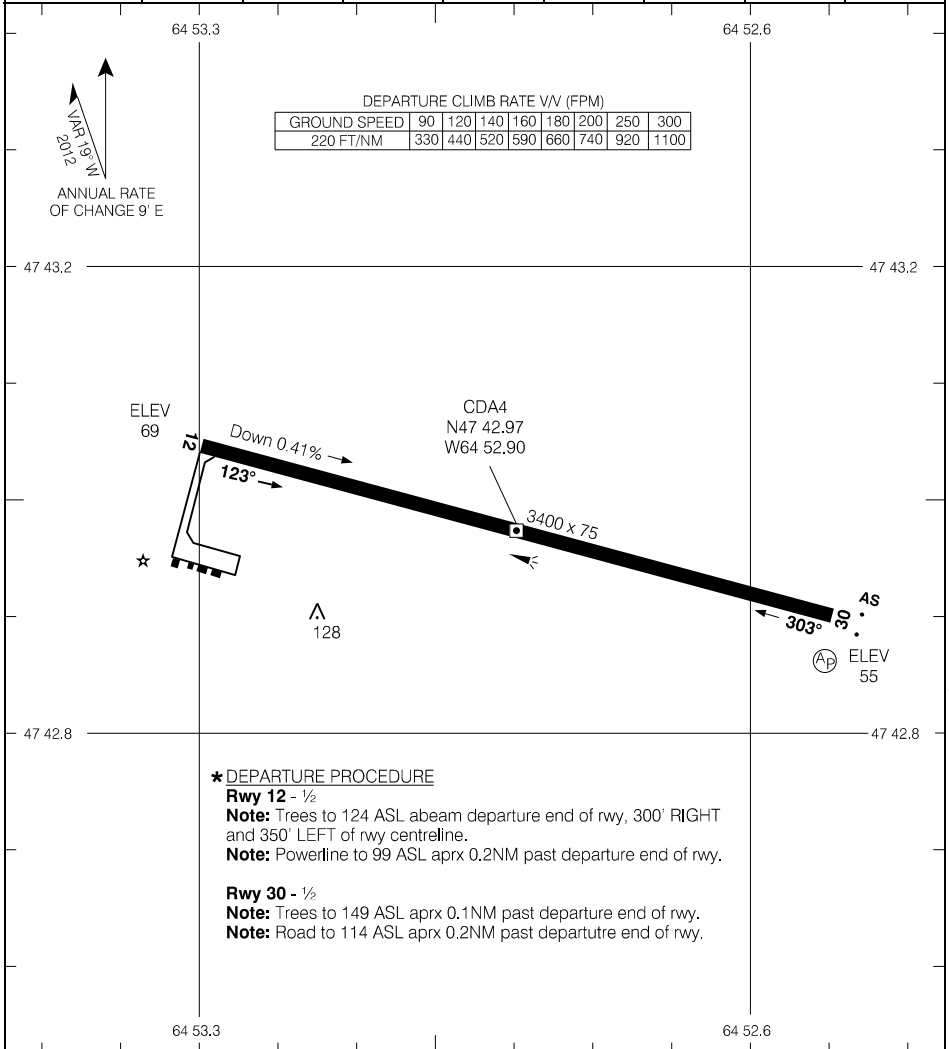 64 53.3 64 52.6
VAR 19° W
2012
ANNUAL RATE
OF CHANGE 9' E
DEPARTURE CLIMB RATE V/V (FPM)
GROUND SPEED 90 120 140 160 180 200 250 300
220 FT/NM 330 440 520 590 660 740 920 1100
47 43.2 47 43.2
ELEV
69
12
Down 0.41%
123°
CDA4
N47 42.97
W64 52.90
3400 x 75
128
303°
30
AS
AP
ELEV
55
47 42.8 47 42.8
* DEPARTURE PROCEDURE
Rwy 12 - ½
Note: Trees to 124 ASL abeam departure end of rwy, 300' RIGHT
and 350' LEFT of rwy centreline.
Note: Powerline to 99 ASL aprx 0.2NM past departure end of rwy.
Rwy 30 - ½
Note: Trees to 149 ASL aprx 0.1NM past departure end of rwy.
Note: Road to 114 ASL aprx 0.2NM past departutre end of rwy.
64 53.3 64 52.6